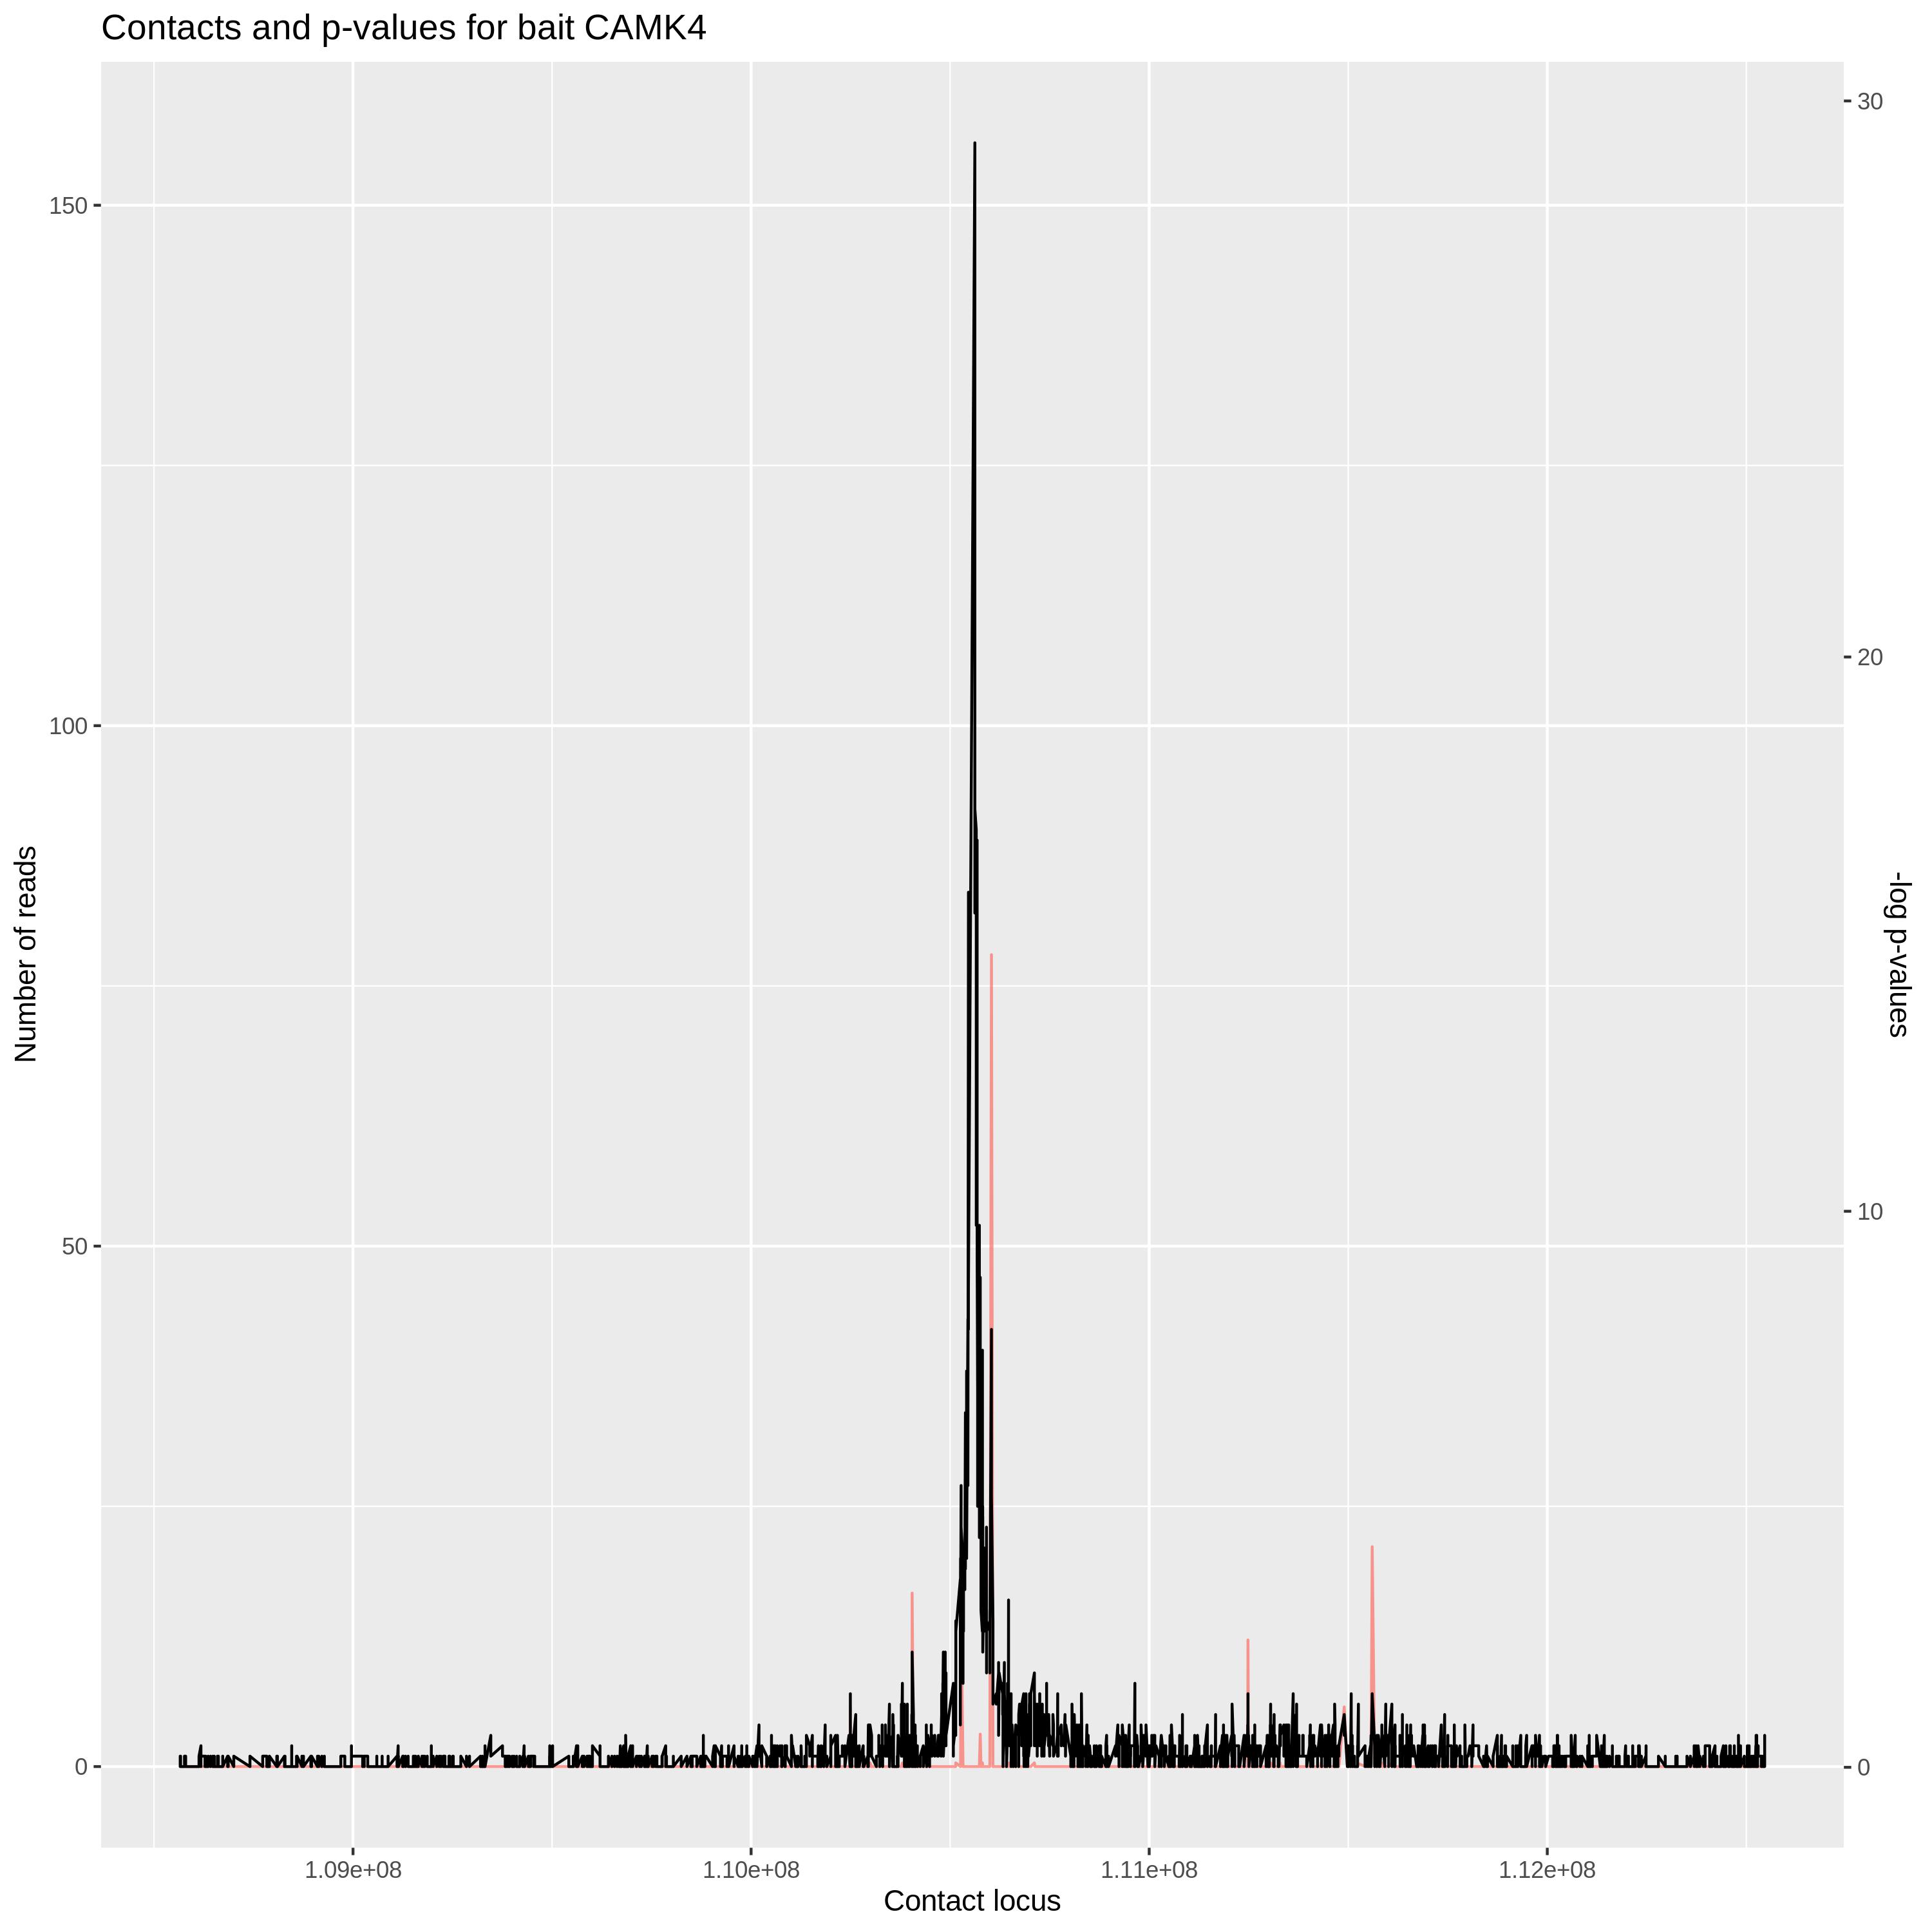 Contacts and p-values for bait CAMK4
Number of reads
150
100
50
0
30
20
10
0
-log p-values
1.09e+08
1.10e+08
1.11e+08
1.12e+08
Contact locus